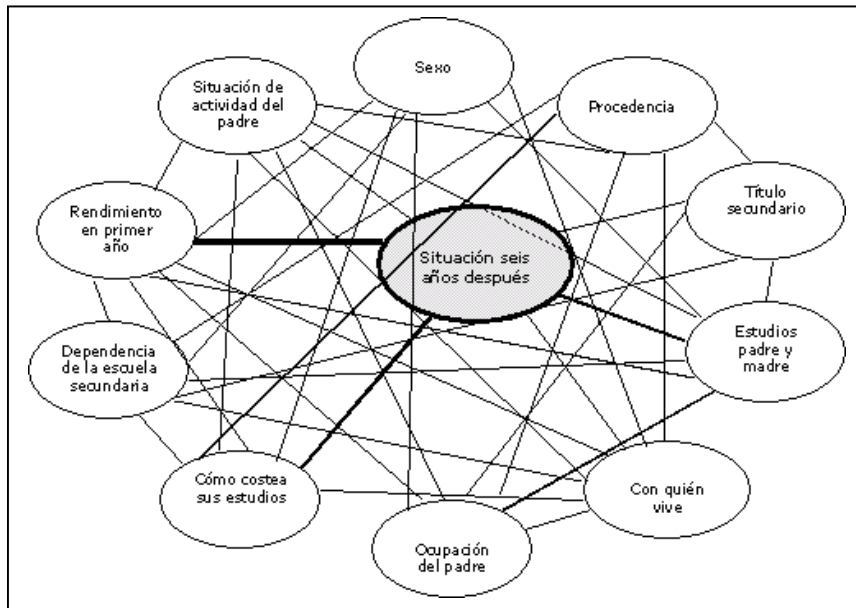 Sexo
Situación de
actividad del
padre
Procedencia
Título
secundario
Rendimiento
en primer
año
Situación seis
años después
Estudios
padre y
madre
Dependencia
de la escuela
secundaria
Cómo costea
sus estudios
Con quién
vive
Ocupación
del padre